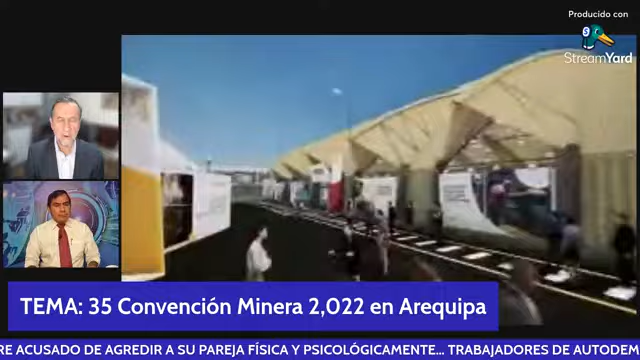 Producido con
StreamYard
TEMA: 35 Convención Minera 2,022 en Arequipa
RE ACUSADO DE AGREDIR A SU PAREJA FÍSICA Y PSICOLÓGICAMENTE... TRABAJADORES DE AUTODEM